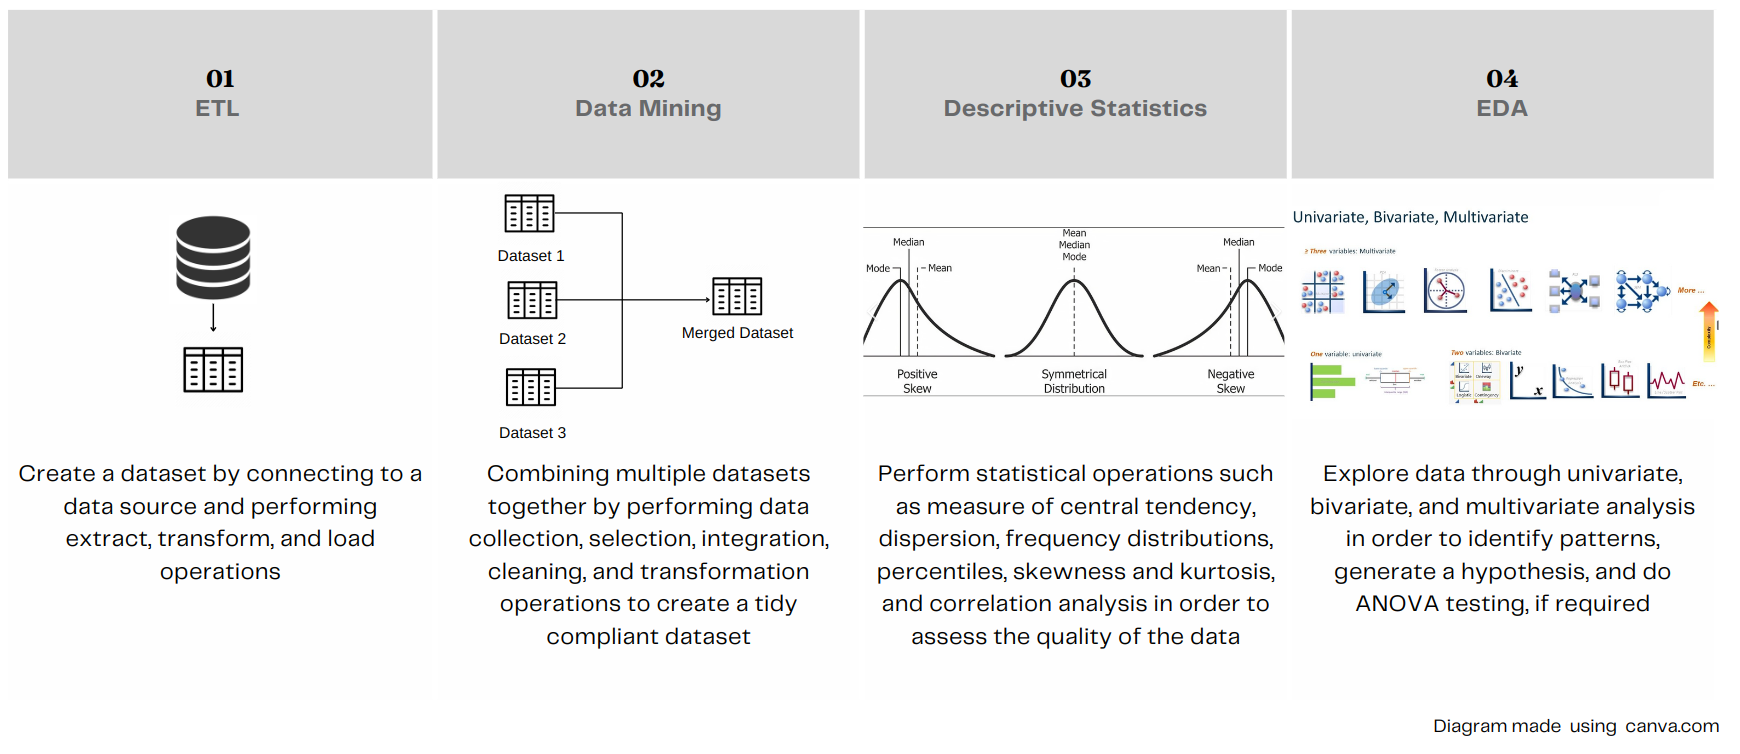 01
ETL
Create a dataset by connecting to a
data source and performing
extract, transform, and load
operations
02
Data Mining
Dataset 1
Dataset 2
Merged Dataset
Dataset 3
Combining multiple datasets
together by performing data
collection, selection, integration,
cleaning, and transformation
operations to create a tidy
compliant dataset
03
Descriptive Statistics
Median
Mode
Mean
Positive
Skew
Mean
Median
Mode
Symmetrical
Distribution
Median
Mean
Mode
Negative
Skew
Perform statistical operations such
as measure of central tendency,
dispersion, frequency distributions,
percentiles, skewness and kurtosis,
and correlation analysis in order to
assess the quality of the data
04
EDA
Univariate, Bivariate, Multivariate
≥ Three variables: Multivariate
More ...
One variable: univariate
Two variables: Bivariate
Bivariate Oneway
Logistic Contingency
y
x
Etc. ...
Complexity
Explore data through univariate,
bivariate, and multivariate analysis
in order to identify patterns,
generate a hypothesis, and do
ANOVA testing, if required
Diagram made using canva.com